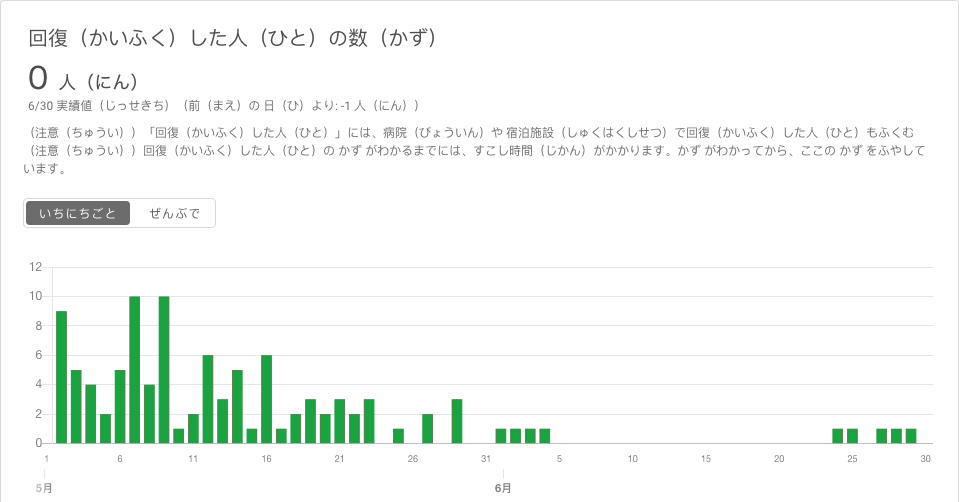 回復（かいふく）した人（ひと）の数（かず）
0 人（にん）
6/30 実績値（じっせきち）（前（まえ）の 日（ひ）より: -1 人（にん））
（注意（ちゅうい））「回復（かいふく）した人（ひと）」には、病院（びょういん）や 宿泊施設（しゅくはくしせつ）で回復（かいふく）した人（ひと）もふくむ
（注意（ちゅうい））回復（かいふく）した人（ひと）の かず がわかるまでには、すこし時間（じかん）がかかります。かず がわかってから、ここの かず をふやして
います。
いちにちごと ぜんぶで
12
10
8
6
4
2
0
1 6 11 16 21 26 31 5 10 15 20 25 30
5月 6月